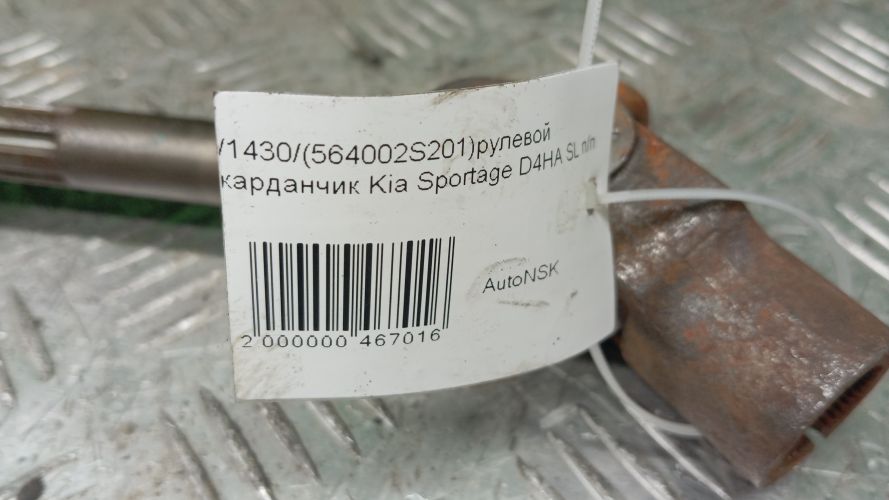 /1430/(564002S201)рулевой
карданчик Kia Sportage D4HA SL п/п
AutoNSK
2 000000 467016